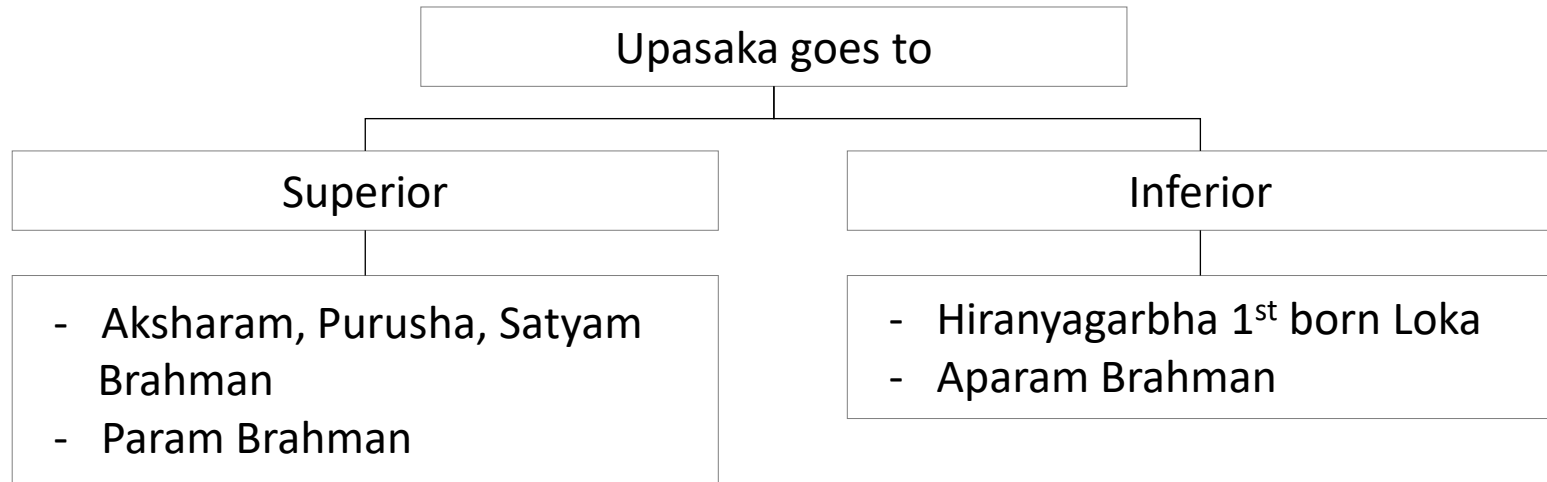 Upasaka goes to
Superior
Inferior
- Aksharam, Purusha, Satyam
Brahman
- Param Brahman
- Hiranyagarbha 1st born Loka
- Aparam Brahman